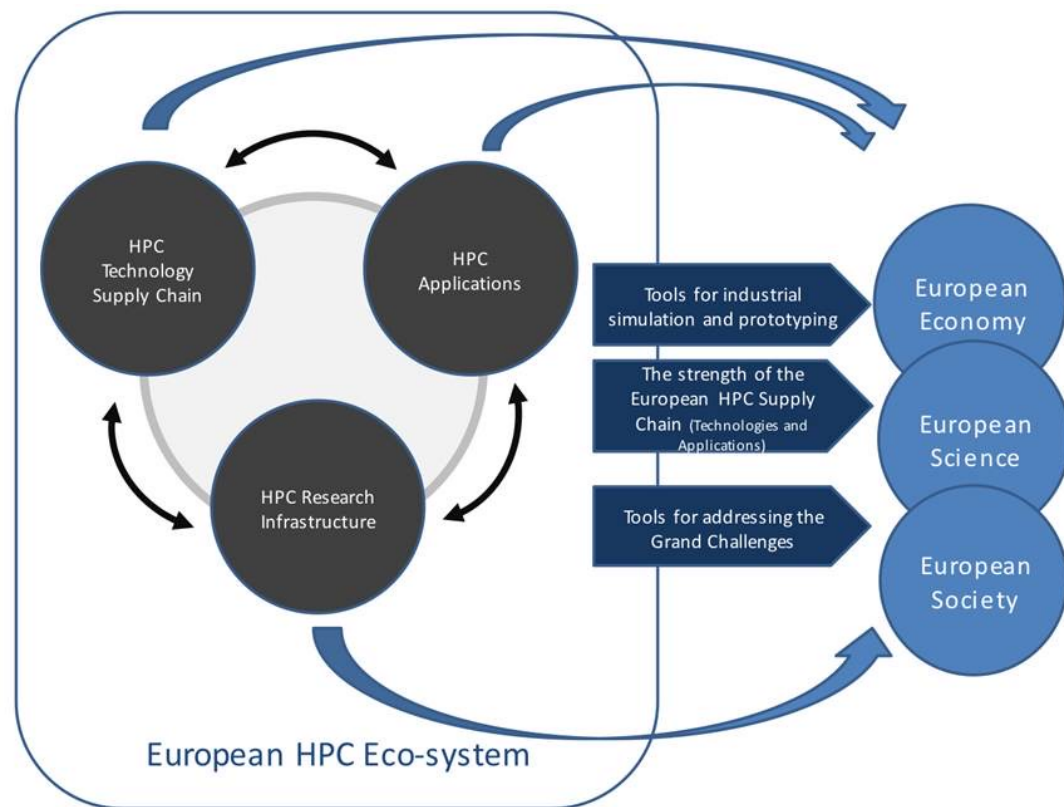 HPC
Technology
Supply Chain
HPC
Applications
HPC Research
Infrastructure
Tools for industrial
simulation and prototyping
The strength of the
European HPC Supply
Chain (Technologies and
Applications)
Tools for addressing the
Grand Challenges
European
Economy
European
Science
European
Society
European HPC Eco-system